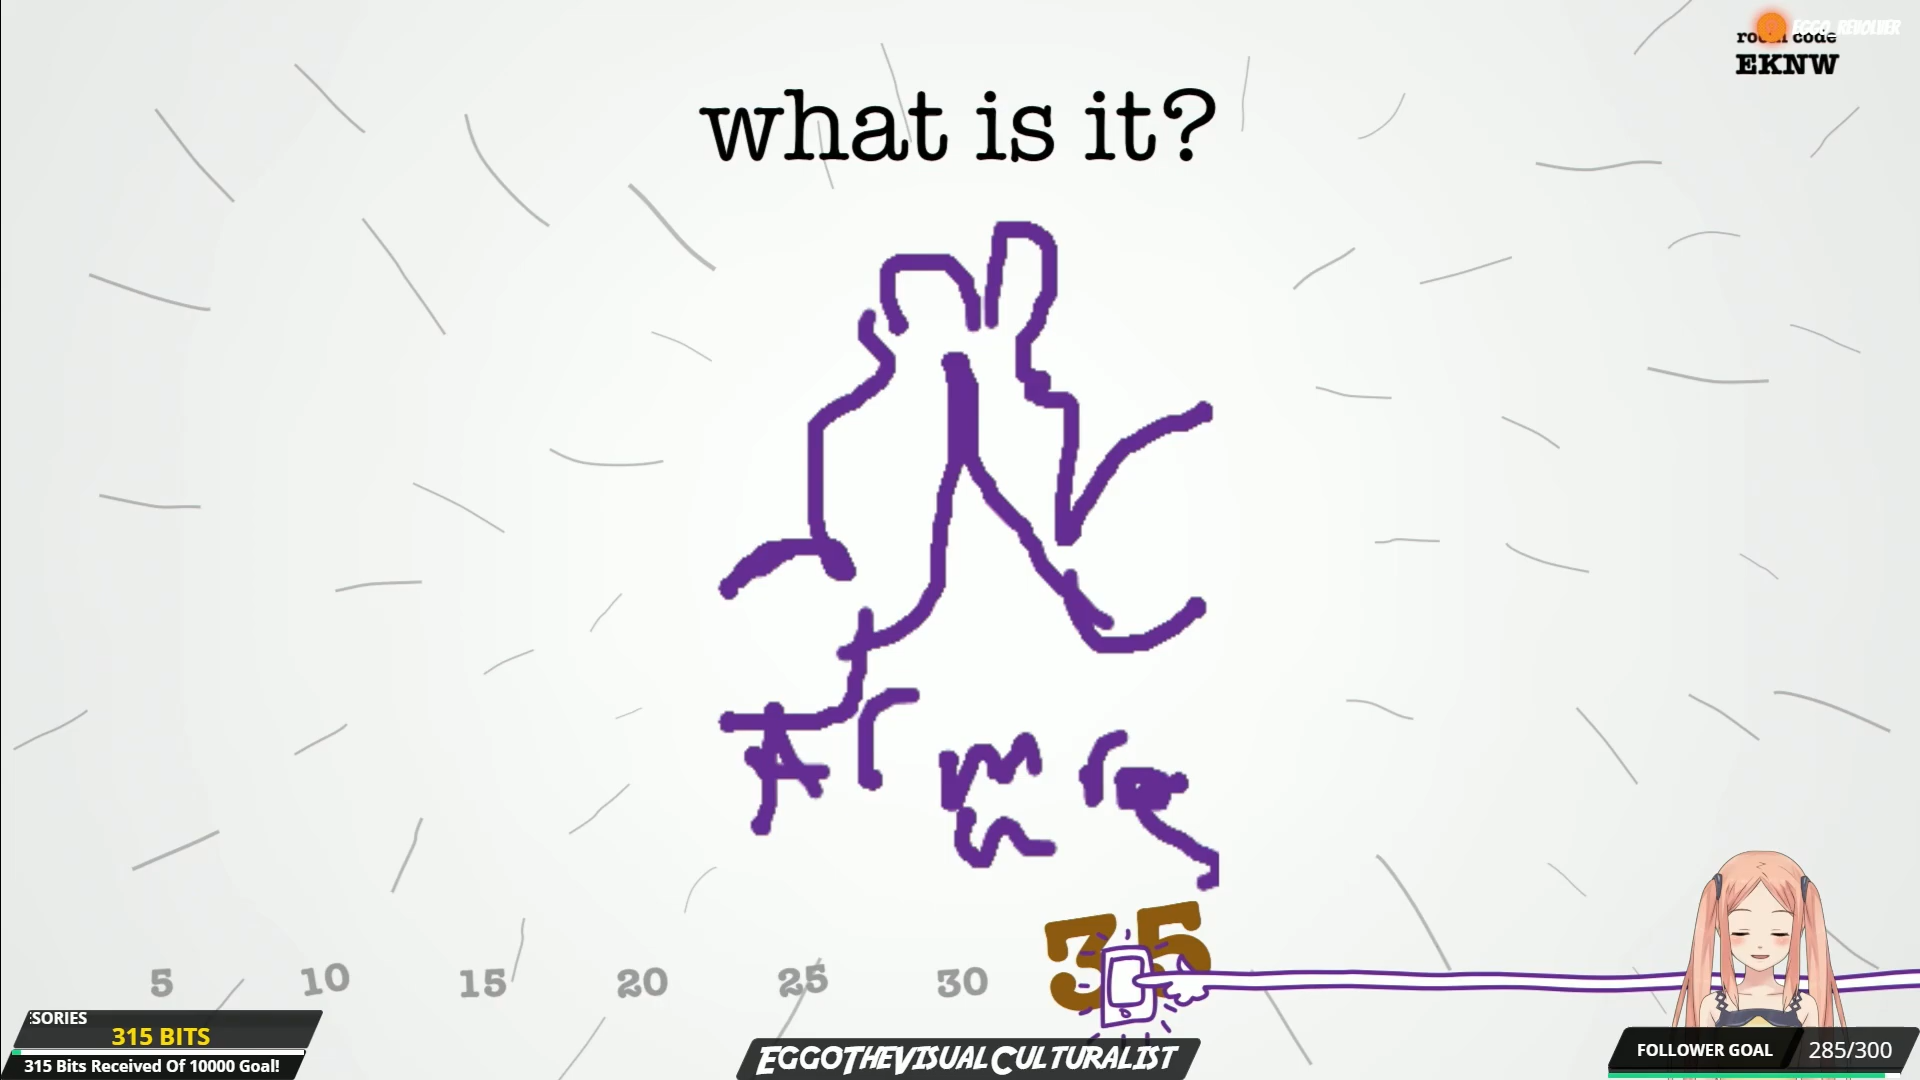 EGGO_REVOLVER
room code
EKNW
what is it?
5 10 15 20 25 30 35
SORIES
315 BITS
315 Bits Received Of 10000 Goal!
EGGOTHEVISUALCULTURALIST
FOLLOWER GOAL 285/300